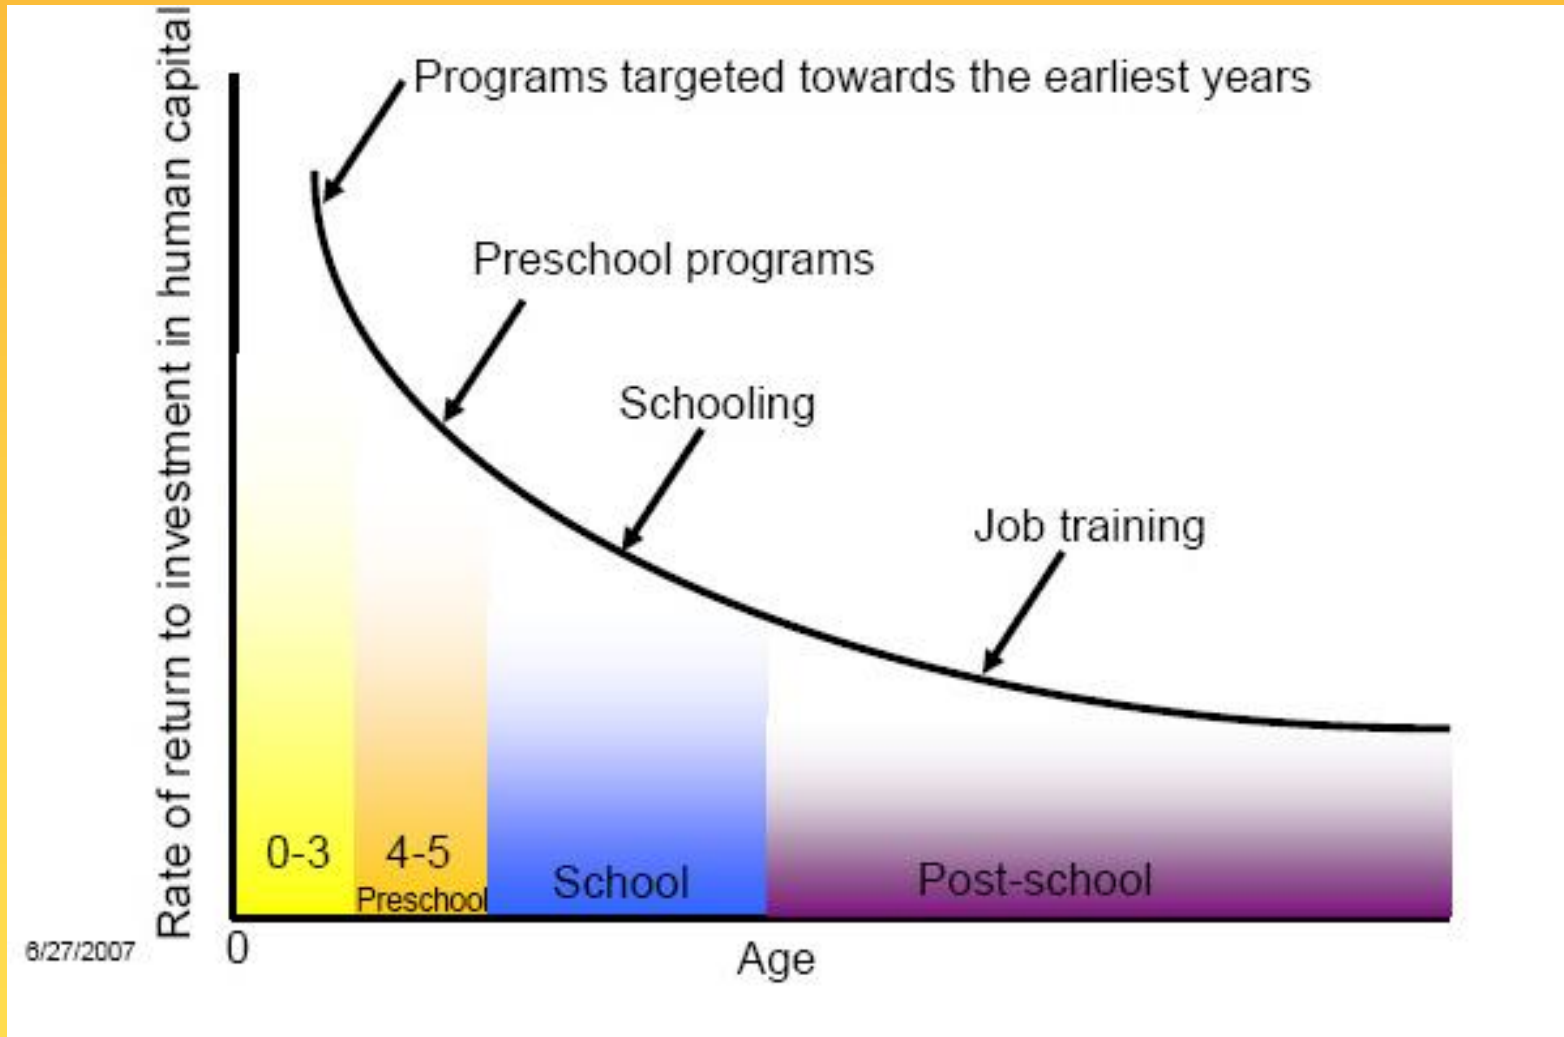 Rate of return to investment in human capital
Programs targeted towards the earliest years
Preschool programs
Schooling
Job training
0-3
4-5
Preschool
School
Post-school
0
Age
6/27/2007